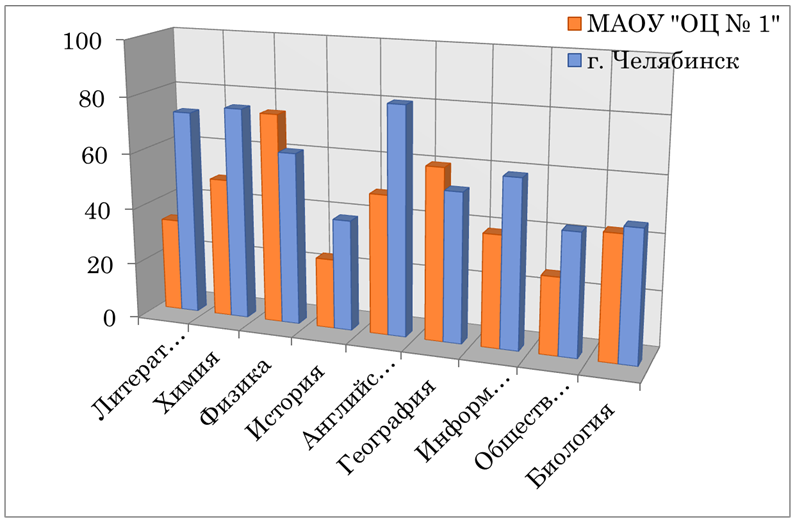 МАОУ "ОЦ № 1"
г. Челябинск
100
80
60
40
20
0
Литерат...
Химия
Физика
История
Английс...
География
Информ...
Обществ...
Биология